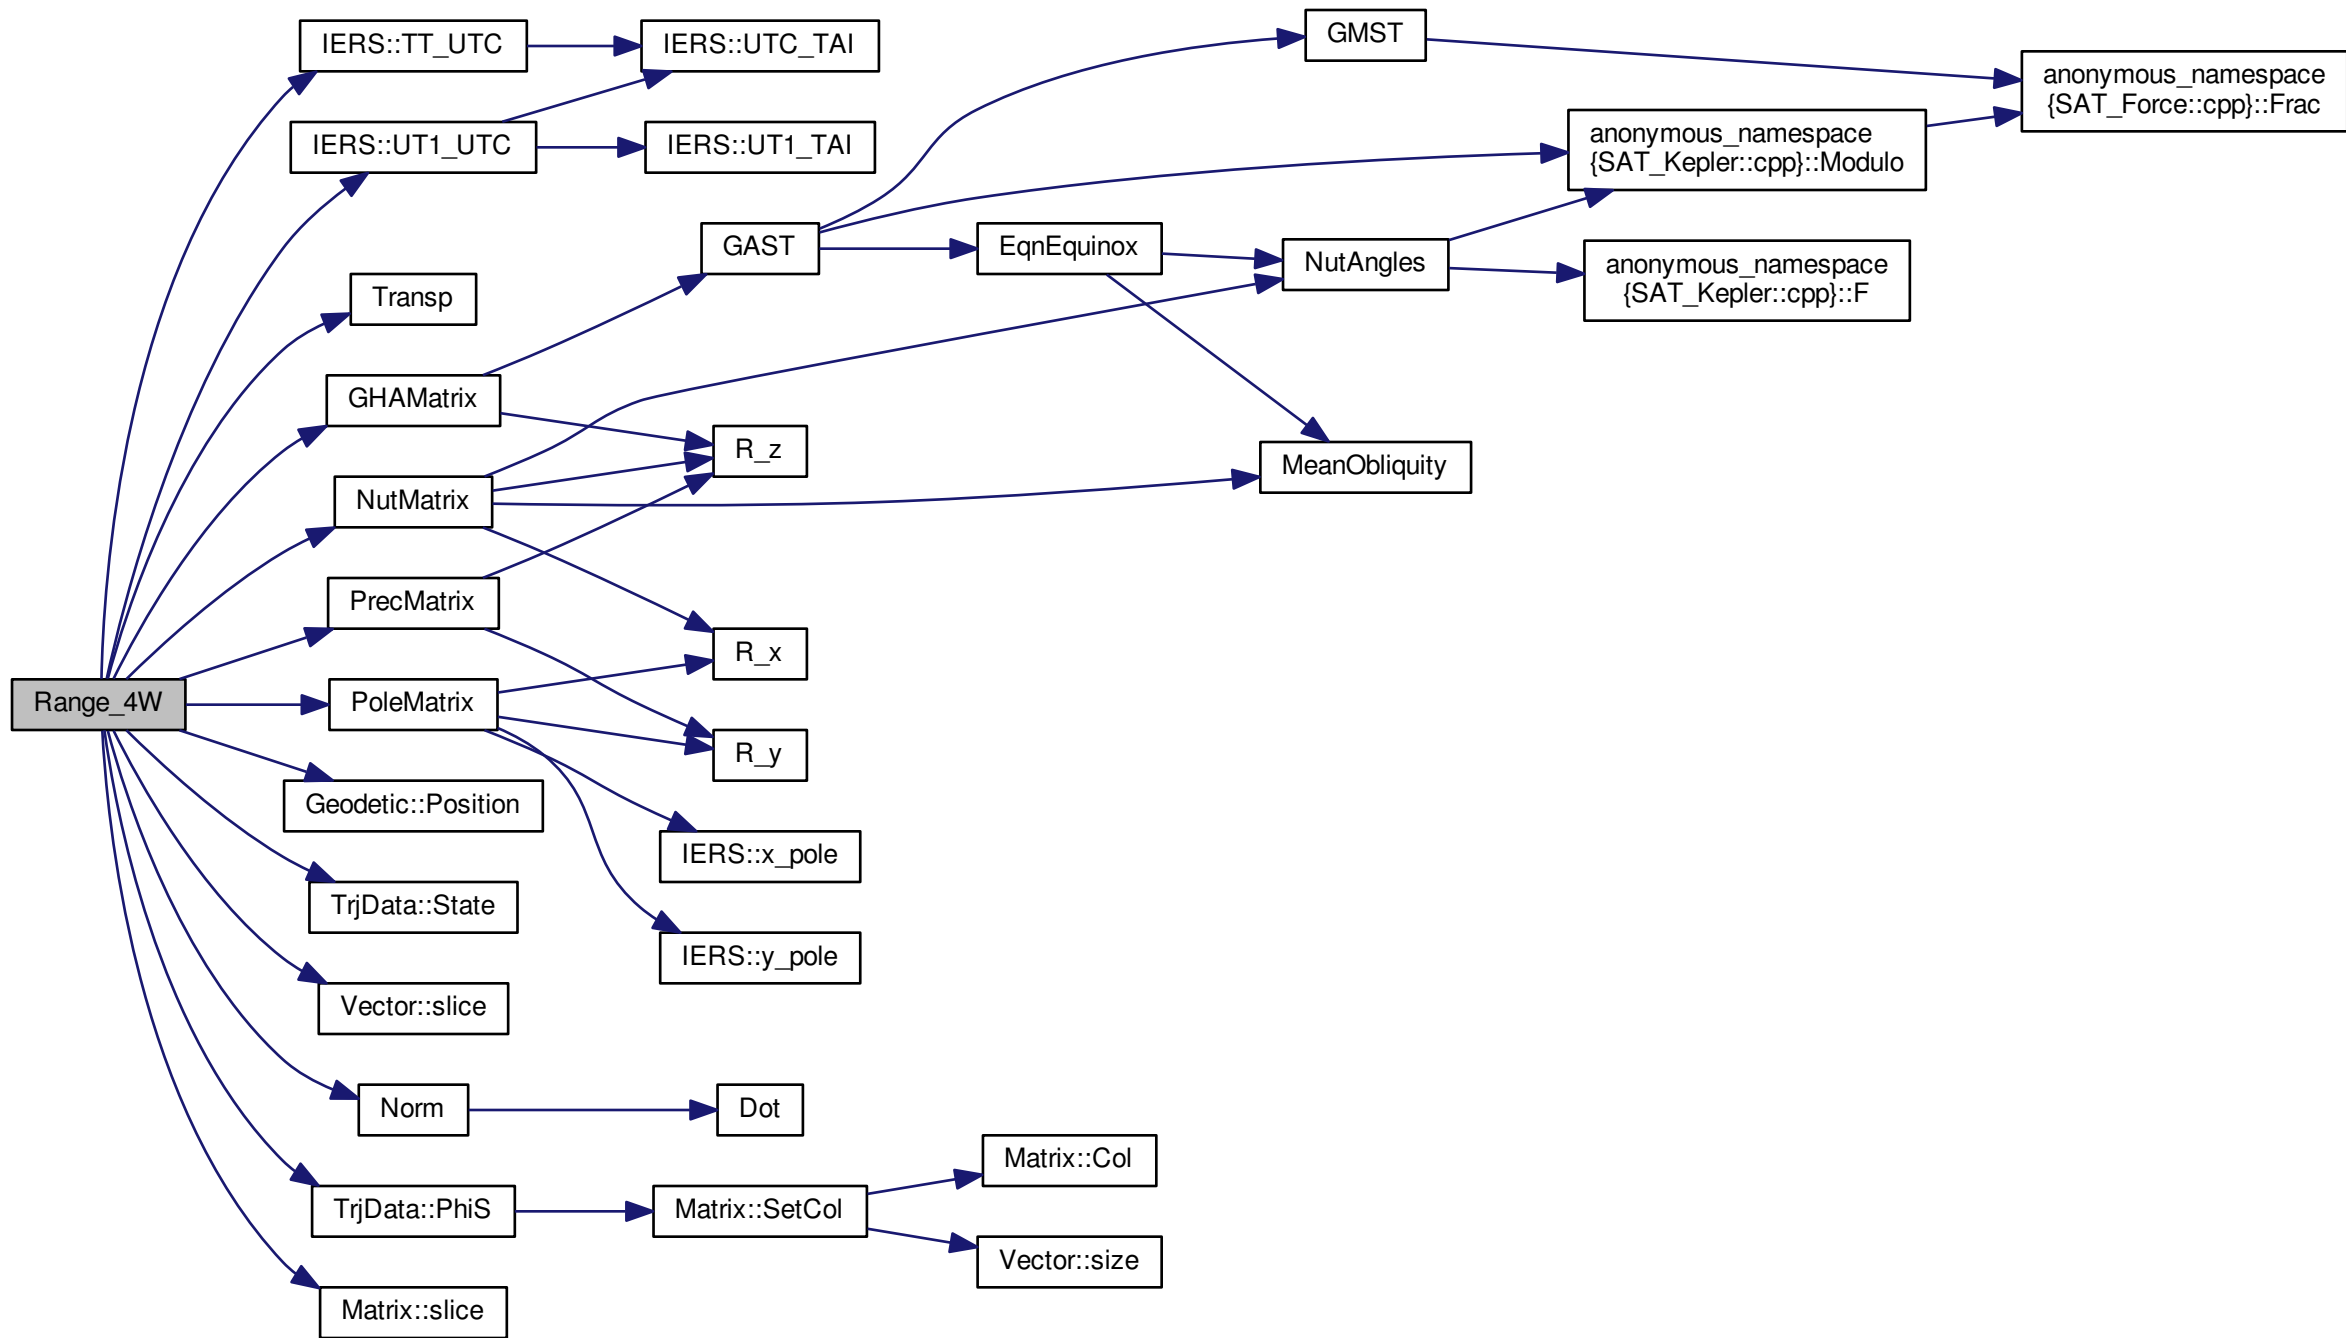 Range_4W
IERS::TT_UTC
IERS::UT1_UTC
Transp
GHAMatrix
NutMatrix
PrecMatrix
PoleMatrix
Geodetic::Position
TrjData::State
Vector::slice
Norm
TrjData::PhiS
Matrix::slice
IERS::UTC_TAI
IERS::UT1_TAI
GAST
R_z
R_x
R_y
IERS::x_pole
IERS::y_pole
Dot
Matrix::SetCol
EqnEquinox
Matrix::Col
Vector::size
GMST
NutAngles
MeanObliquity
anonymous_namespace
{SAT_Kepler::cpp}::Modulo
anonymous_namespace
{SAT_Kepler::cpp}::F
anonymous_namespace
{SAT_Force::cpp}::Frac